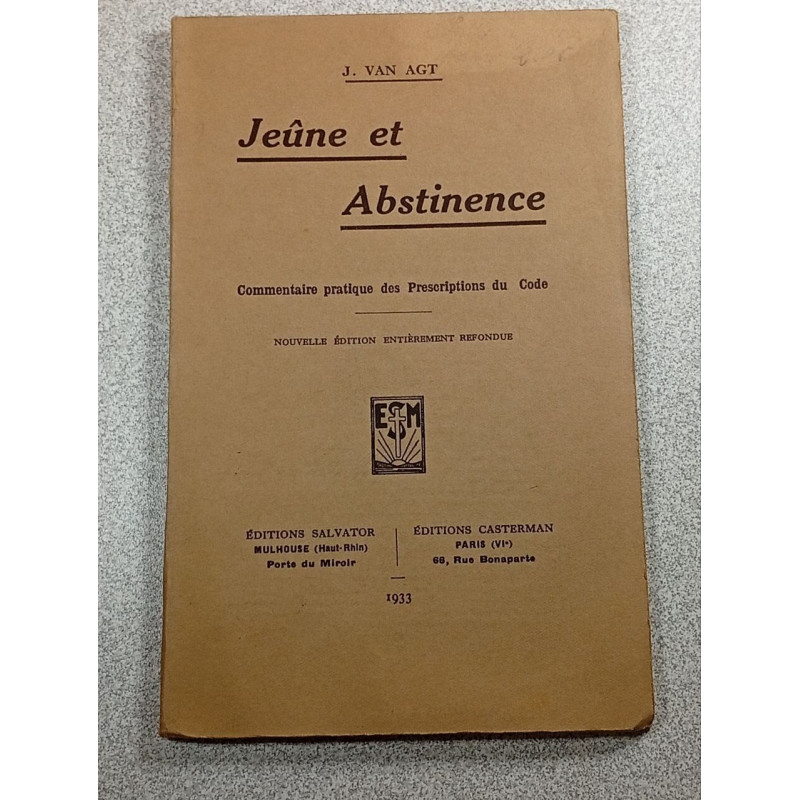 J. VAN AGT
Jeûne et
Abstinence
Commentaire pratique des Prescriptions du Code
NOUVELLE ÉDITION ENTIÈREMENT REFONDUE
ESM
ÉDITIONS SALVATOR
MULHOUSE (Haut-Rhin)
Porte du Miroir
ÉDITIONS CASTERMAN
PARIS (VIe)
66, Rue Bonaparte
1933